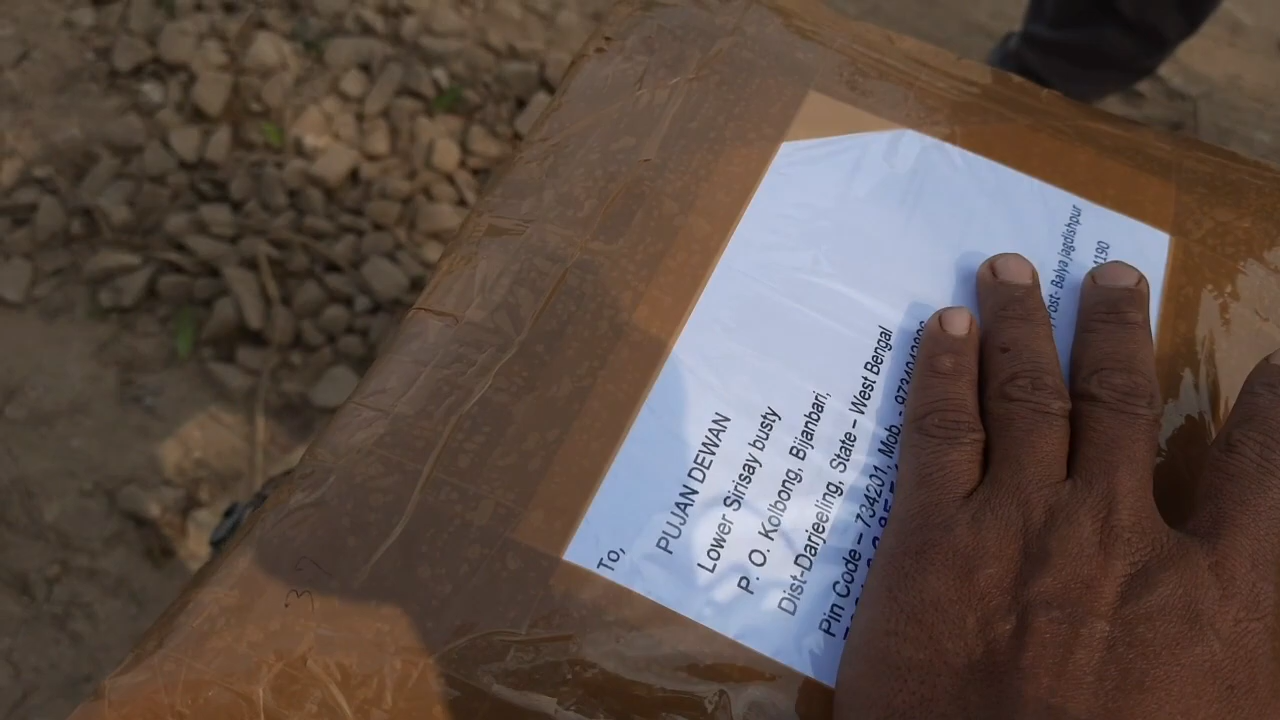 To,
PUJAN DEWAN
Lower Sirisay busty
P. O. Kolbong, Bijanbari,
Dist-Darjeeling, State – West Bengal
Pin Code – 734201, Mob. -
Post- Balya jagdishpur